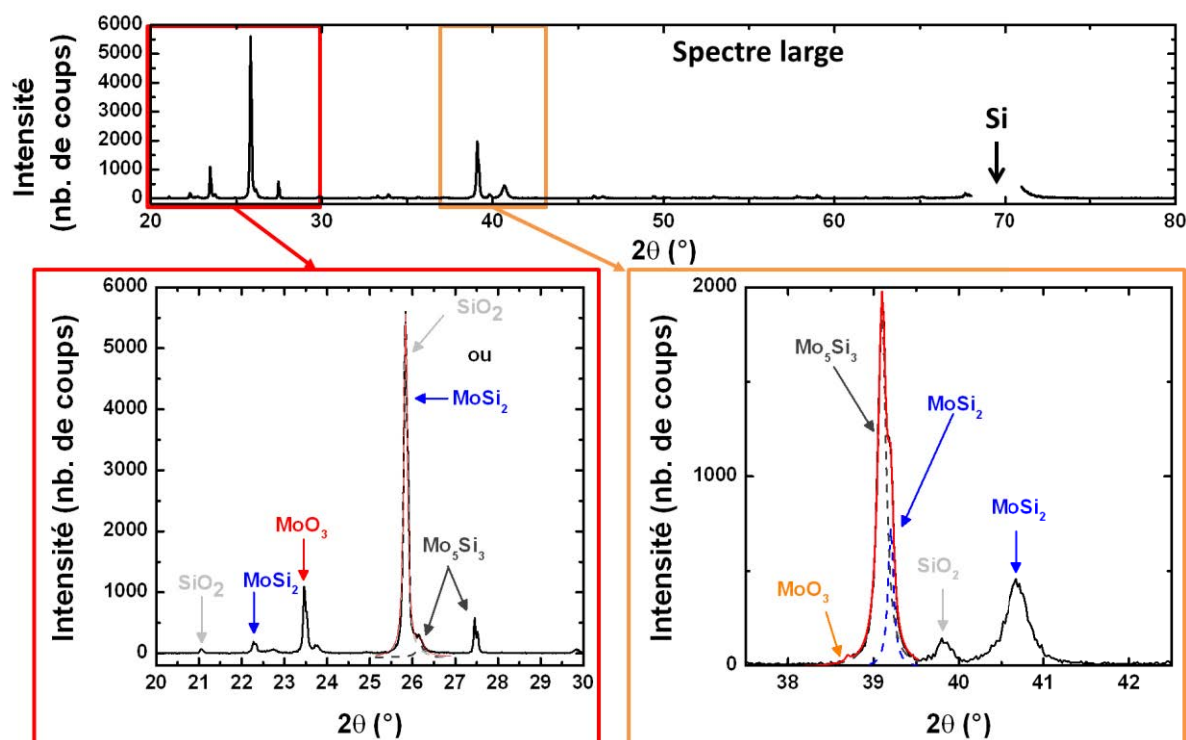 Intensité
(nb. de coups)
6000
5000
4000
3000
2000
1000
0
Spectre large
Si
20 30 40 50 60 70 80
2θ (°)
Intensité (nb. de coups)
6000
5000
4000
3000
2000
1000
0
SiO₂
ou
MoSi₂
MoO₃
Mo₅Si₃
SiO₂
MoSi₂
20 21 22 23 24 25 26 27 28 29 30
2θ (°)
Intensité (nb. de coups)
2000
1000
0
Mo₅Si₃
MoSi₂
MoSi₂
SiO₂
MoO₃
38 39 40 41 42
2θ (°)